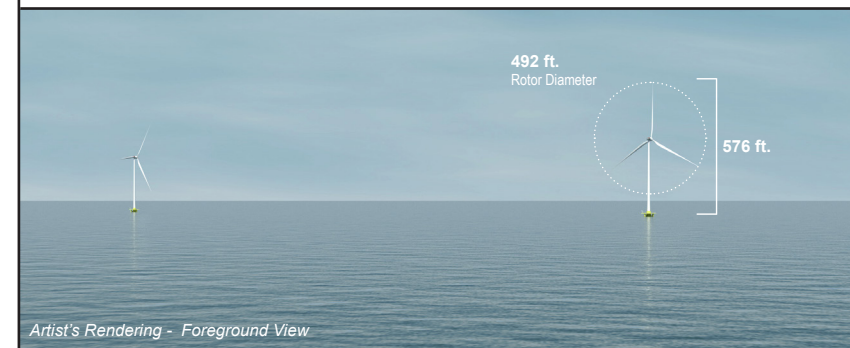 492 ft.
Rotor Diameter
576 ft.
Artist's Rendering - Foreground View